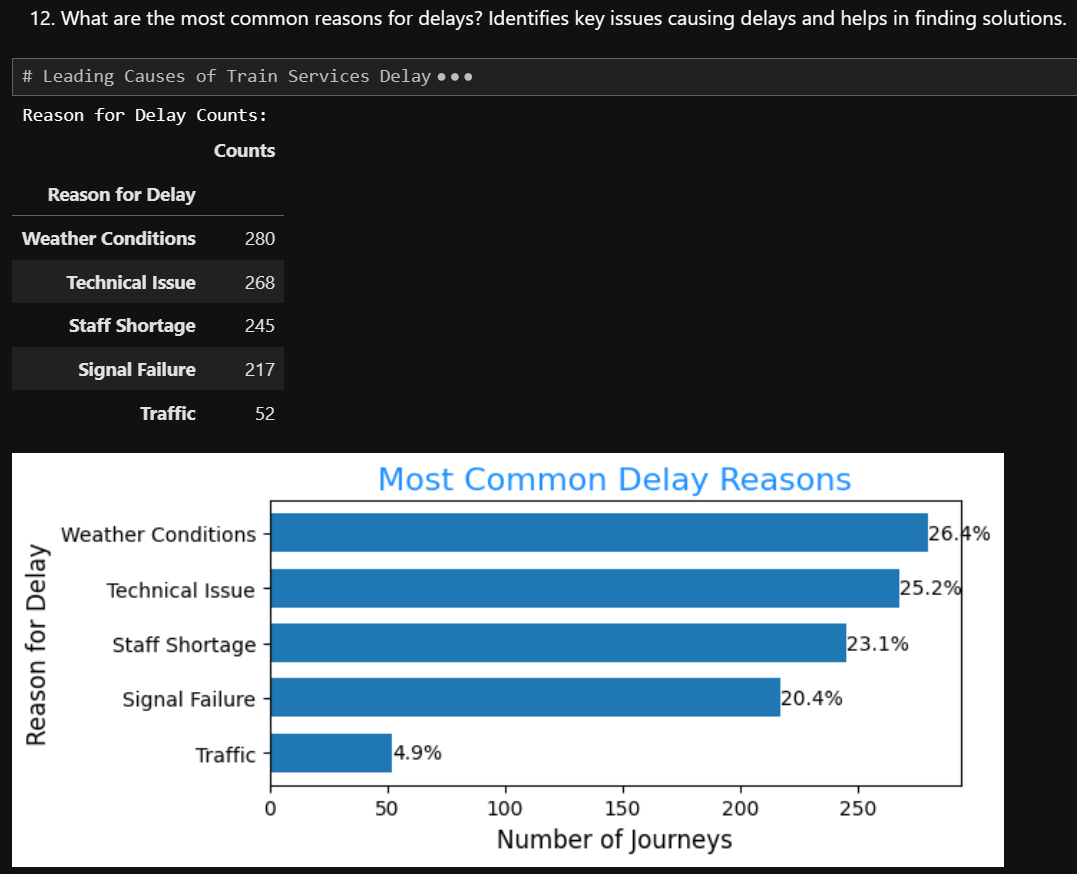 12. What are the most common reasons for delays? Identifies key issues causing delays and helps in finding solutions.
# Leading Causes of Train Services Delay •••
Reason for Delay Counts:
Counts
Reason for Delay
Weather Conditions 280
Technical Issue 268
Staff Shortage 245
Signal Failure 217
Traffic 52
Most Common Delay Reasons
Reason for Delay
Weather Conditions 26.4%
Technical Issue 25.2%
Staff Shortage 23.1%
Signal Failure 20.4%
Traffic 4.9%
0 50 100 150 200 250
Number of Journeys